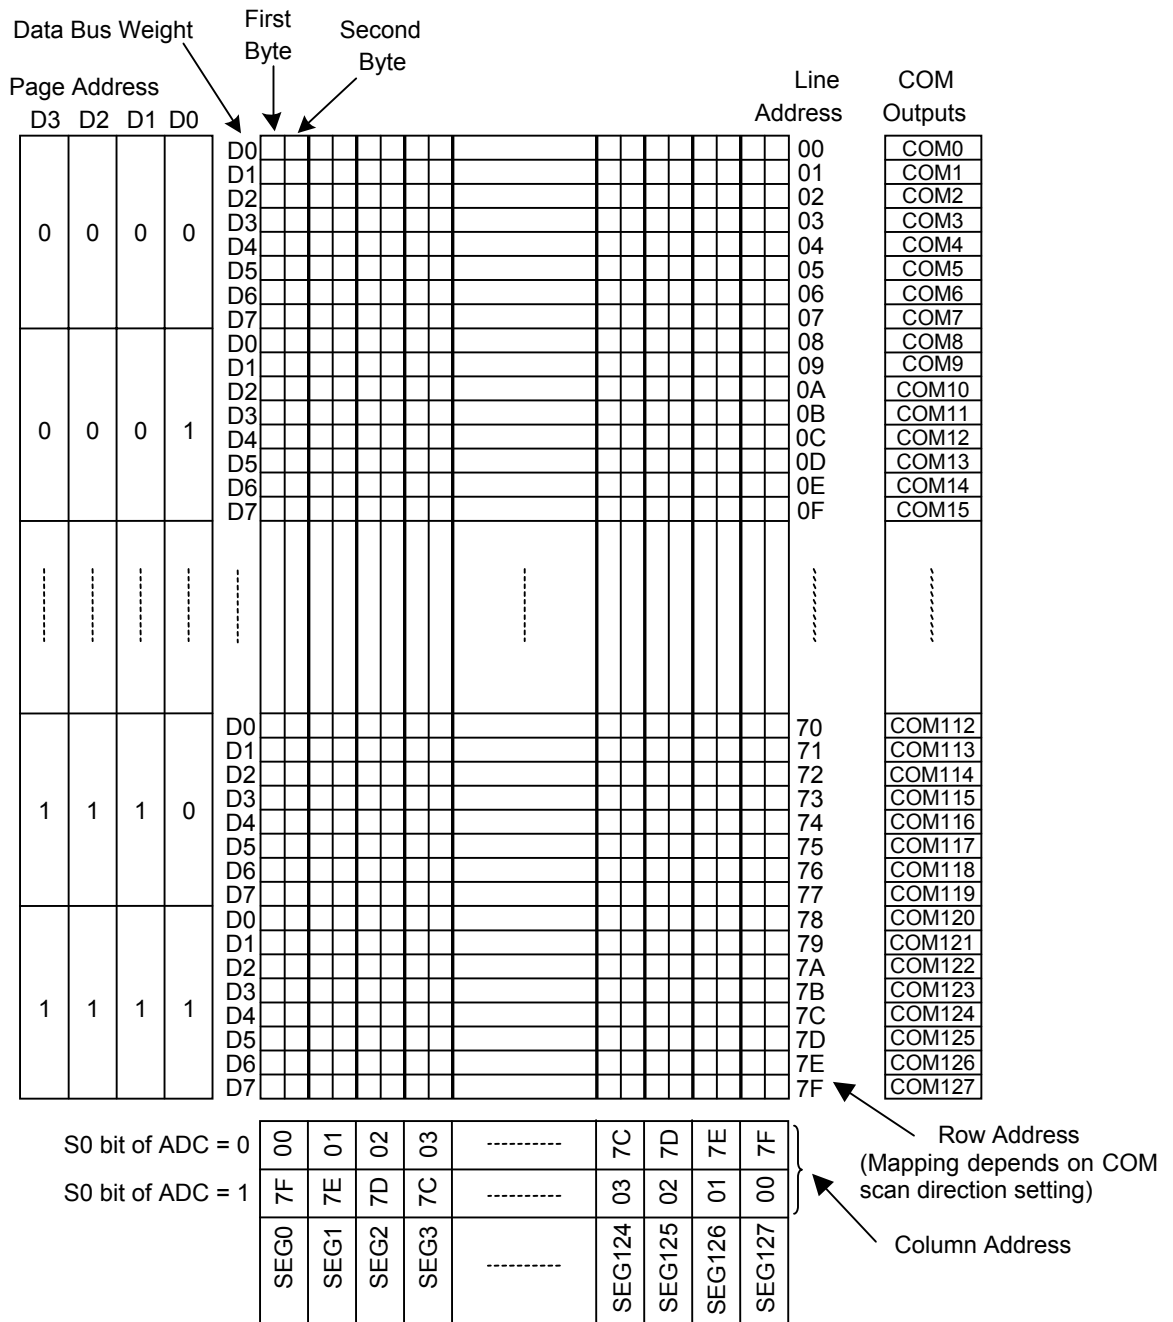 Data Bus Weight
First
Byte
Second
Byte
Page Address
D3 D2 D1 D0
Line
Address
COM
Outputs
D0 00 COM0
D1 01 COM1
D2 02 COM2
D3 03 COM3
0 0 0 0
D4 04 COM4
D5 05 COM5
D6 06 COM6
D7 07 COM7
D0 08 COM8
D1 09 COM9
D2 0A COM10
D3 0B COM11
0 0 0 1
D4 0C COM12
D5 0D COM13
D6 0E COM14
D7 0F COM15
D0 70 COM112
D1 71 COM113
D2 72 COM114
D3 73 COM115
1 1 1 0
D4 74 COM116
D5 75 COM117
D6 76 COM118
D7 77 COM119
D0 78 COM120
D1 79 COM121
D2 7A COM122
D3 7B COM123
1 1 1 1
D4 7C COM124
D5 7D COM125
D6 7E COM126
D7 7F COM127
S0 bit of ADC = 0 00 01 02 03 7C 7D 7E 7F
S0 bit of ADC = 1 7F 7E 7D 7C 03 02 01 00
SEG0 SEG1 SEG2 SEG3 SEG124 SEG125 SEG126 SEG127
Row Address
(Mapping depends on COM
scan direction setting)
Column Address